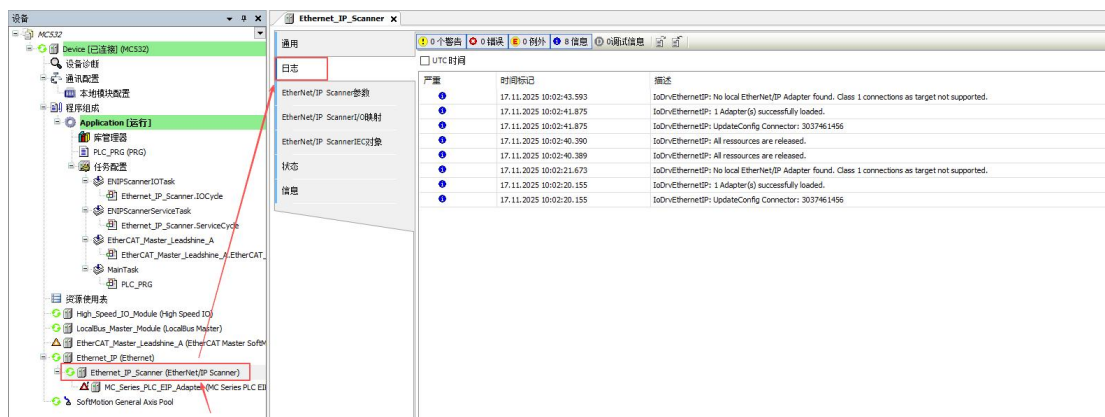 设备
MC532
Device [已连接] (MC532)
设备诊断
通讯配置
本地模块配置
程序组成
Application [运行]
库管理器
PLC_PRG (PRG)
任务配置
ENIPScannerIOTask
Ethernet_IP_Scanner.IOCycle
ENIPScannerServiceTask
Ethernet_IP_Scanner.ServiceCycle
EtherCAT_Master_Leadshine_A
EtherCAT_Master_Leadshine_A.EtherCAT_
MainTask
PLC_PRG
资源使用表
High_Speed_IO_Module (High Speed IO)
LocalBus_Master_Module (LocalBus Master)
EtherCAT_Master_Leadshine_A (EtherCAT Master SoftM
Ethernet_IP (Ethernet)
Ethernet_IP_Scanner (EtherNet/IP Scanner)
MC_Series_PLC_EIP_Adapter (MC Series PLC EI
SoftMotion General Axis Pool
Ethernet_IP_Scanner
通用
日志
EtherNet/IP Scanner参数
EtherNet/IP ScannerI/O映射
EtherNet/IP ScannerIEC对象
状态
信息
0个警告 0错误 0例外 8信息 0调试信息
UTC时间
严重 时间标记 描述
17.11.2025 10:02:43.593 IoDrvEthernetIP: No local EtherNet/IP Adapter found. Class 1 connections as target not supported.
17.11.2025 10:02:41.875 IoDrvEthernetIP: 1 Adapter(s) successfully loaded.
17.11.2025 10:02:41.875 IoDrvEthernetIP: UpdateConfig Connector: 3037461456
17.11.2025 10:02:40.390 IoDrvEthernetIP: All ressources are released.
17.11.2025 10:02:40.389 IoDrvEthernetIP: All ressources are released.
17.11.2025 10:02:21.673 IoDrvEthernetIP: No local EtherNet/IP Adapter found. Class 1 connections as target not supported.
17.11.2025 10:02:20.155 IoDrvEthernetIP: 1 Adapter(s) successfully loaded.
17.11.2025 10:02:20.155 IoDrvEthernetIP: UpdateConfig Connector: 3037461456